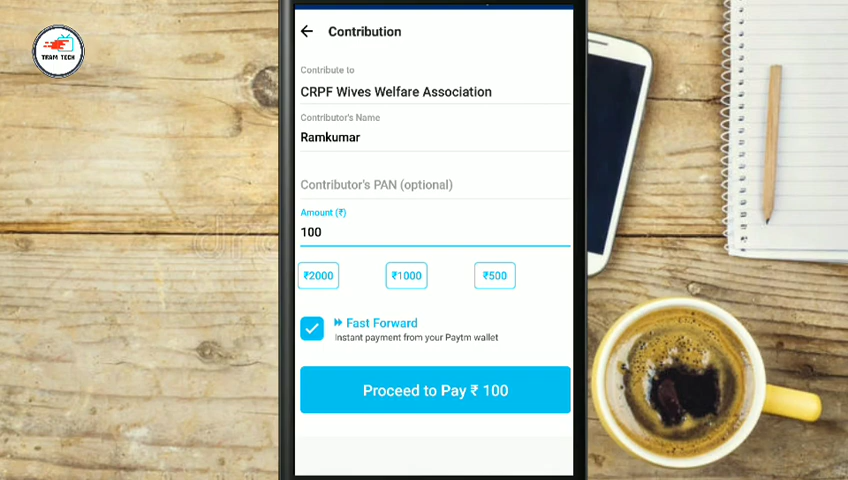 TRAM TECH
Contribution
Contribute to
CRPF Wives Welfare Association
Contributor's Name
Ramkumar
Contributor's PAN (optional)
Amount (₹)
100
₹2000 ₹1000 ₹500
Fast Forward
Instant payment from your Paytm wallet
Proceed to Pay ₹ 100